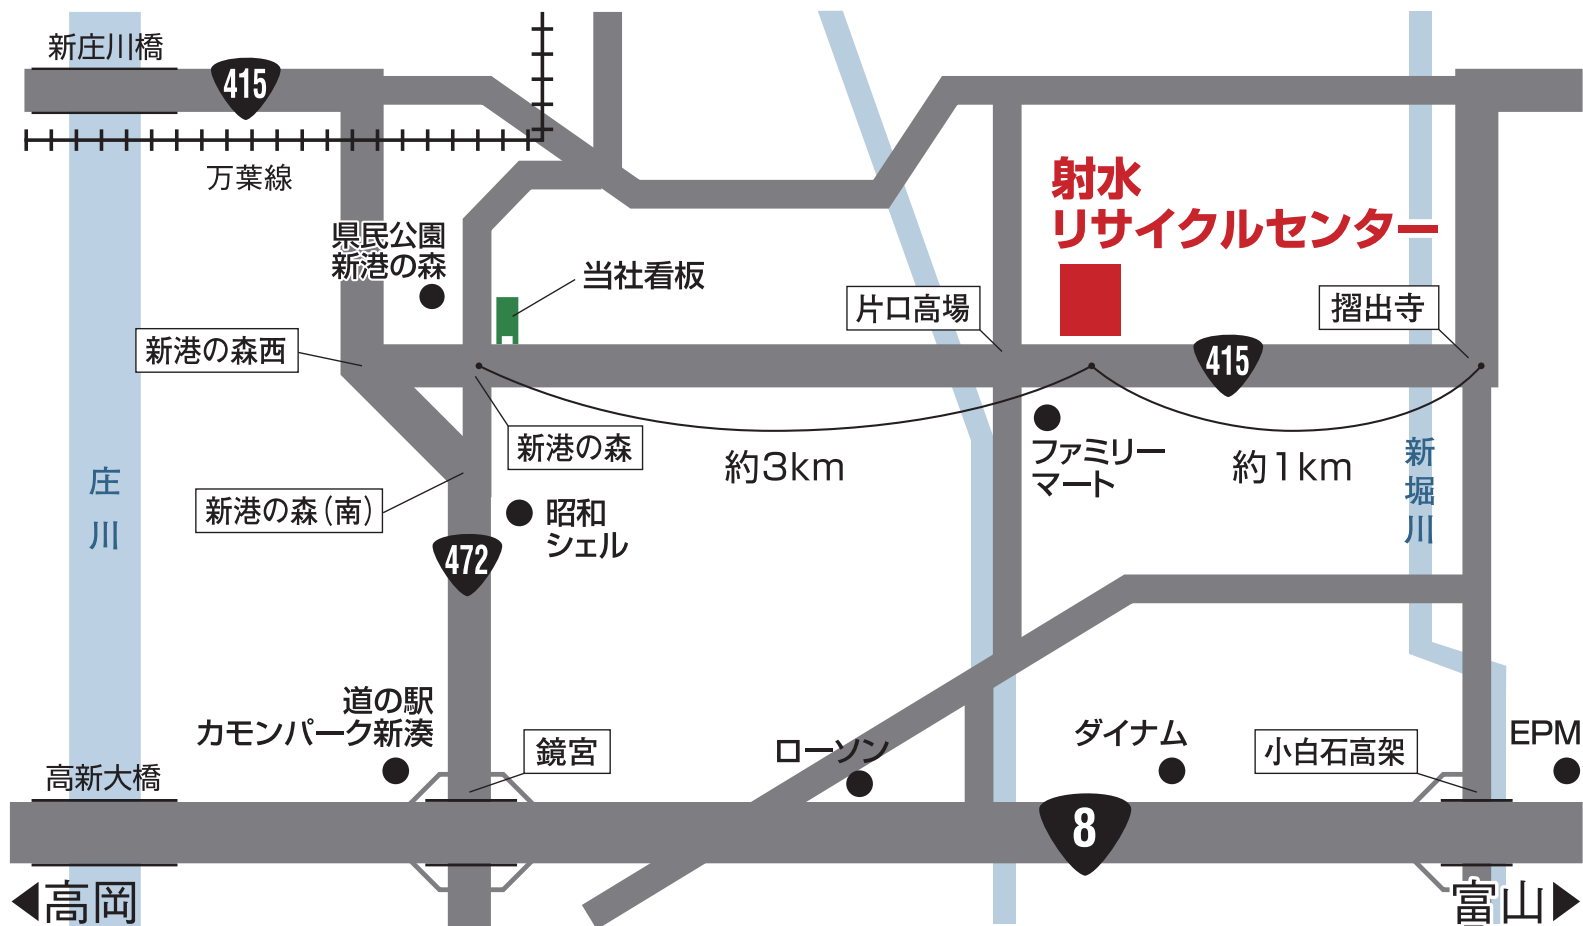 新庄川橋
415
万葉線
県民公園
新港の森
当社看板
射水
リサイクルセンター
片口高場
摺出寺
新港の森西
415
新港の森
約3km
ファミリー
マート
約1km
新堀川
庄川
新港の森（南）
昭和
シェル
472
道の駅
カモンパーク新湊
鏡宮
ローソン
ダイナム
小白石高架
EPM
高新大橋
8
高岡
富山